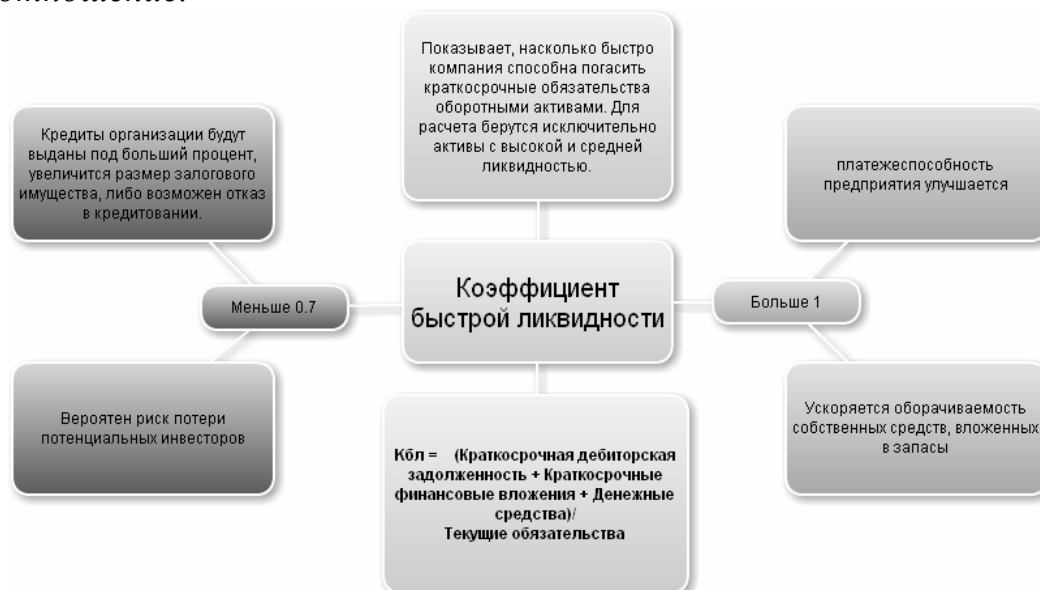 Показывает, насколько быстро
компания способна погасить
краткосрочные обязательства
оборотными активами. Для
расчета берутся исключительно
активы с высокой и средней
ликвидностью.
Кредиты организации будут
выданы под больший процент,
увеличится размер залогового
имущества, либо возможен отказ
в кредитовании.
платежеспособность
предприятия улучшается
Меньше 0.7
Коэффициент
быстрой ликвидности
Больше 1
Вероятен риск потери
потенциальных инвесторов
Кбл = (Краткосрочная дебиторская
задолженность + Краткосрочные
финансовые вложения + Денежные
средства)/
Текущие обязательства
Ускоряется оборачиваемость
собственных средств, вложенных
в запасы